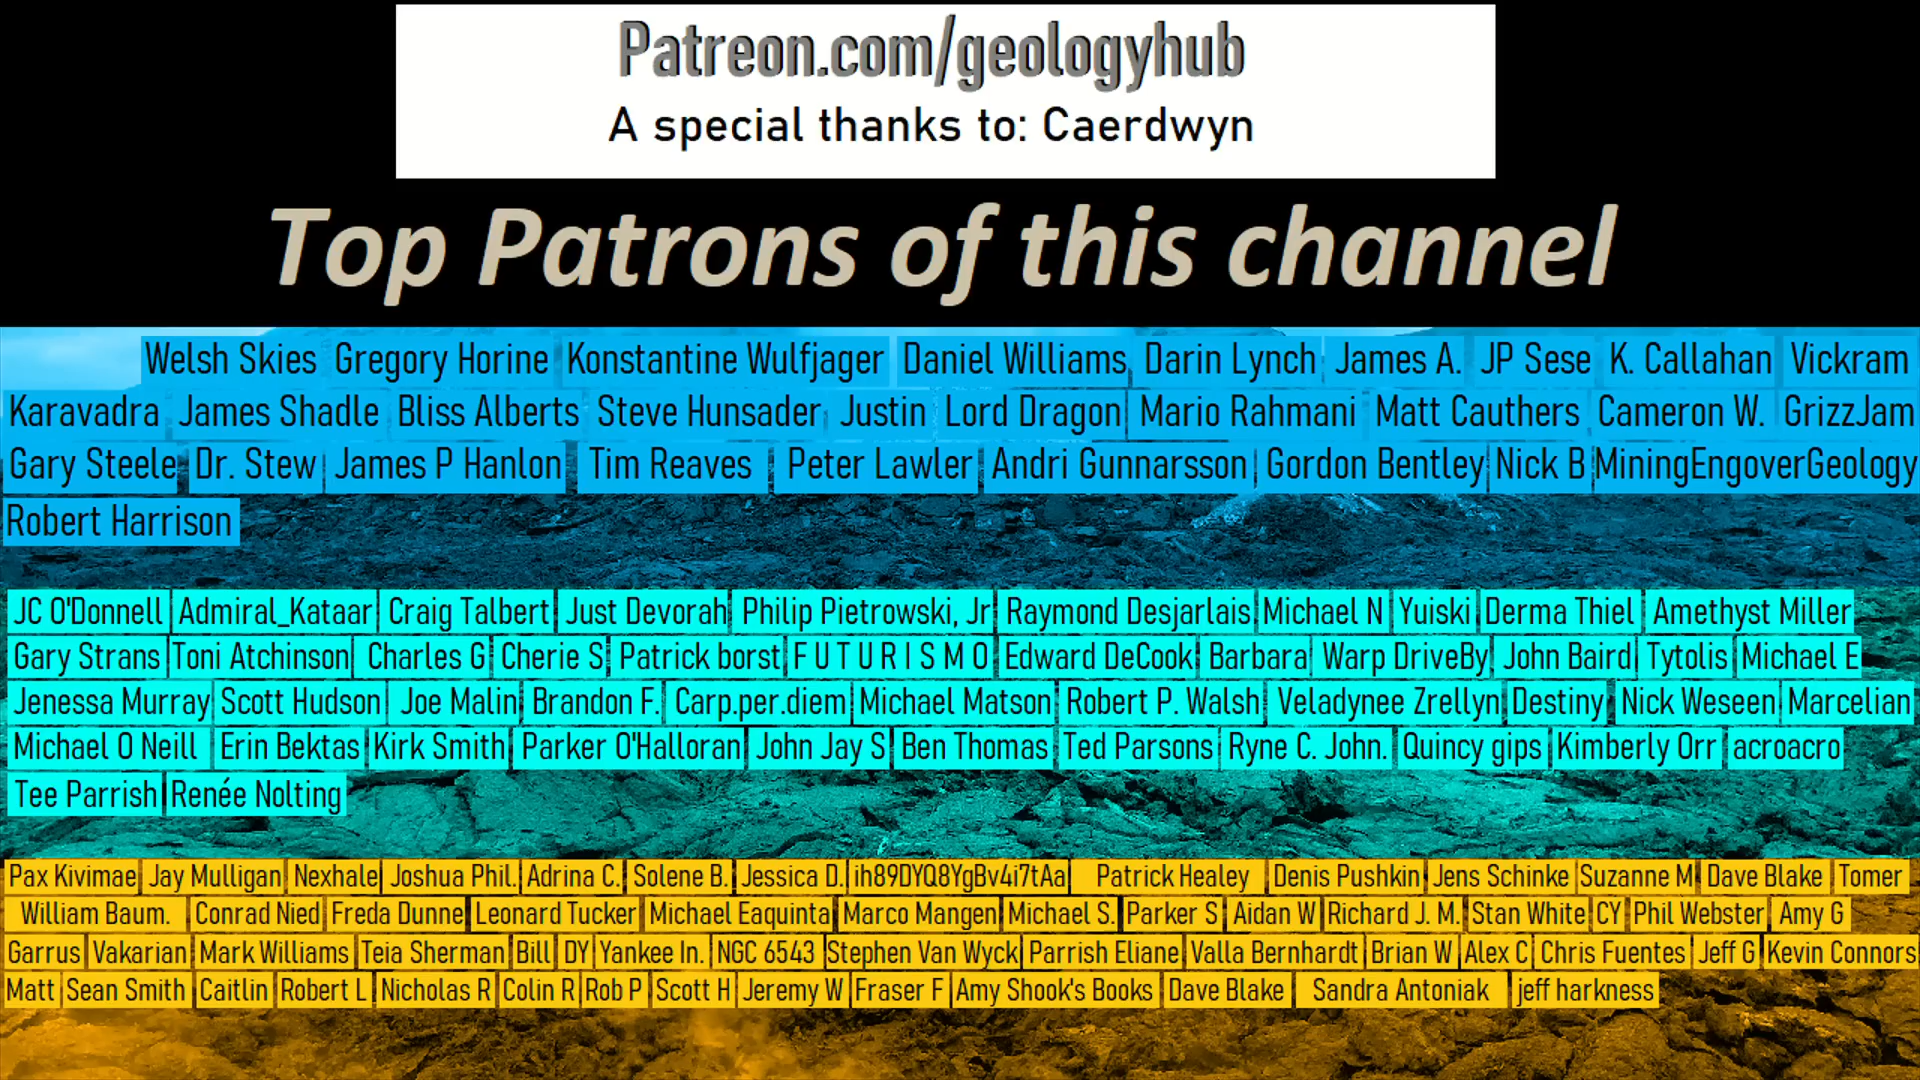 Patreon.com/geologyhub
A special thanks to: Caerdwyn
Top Patrons of this channel
Welsh Skies Gregory Horine Konstantine Wulfjager Daniel Williams Darin Lynch James A. JP Sese K. Callahan Vickram
Karavadra James Shadle Bliss Alberts Steve Hunsader Justin Lord Dragon Mario Rahmani Matt Cauthers Cameron W. GrizzJam
Gary Steele Dr. Stew James P Hanlon Tim Reaves Peter Lawler Andri Gunnarsson Gordon Bentley Nick B MiningEngoverGeology
Robert Harrison
JC O'Donnell Admiral_Kataar Craig Talbert Just Devorah Philip Pietrowski, Jr Raymond Desjarlais Michael N Yuiski Derma Thiel Amethyst Miller
Gary Strans Toni Atchinson Charles G Cherie S Patrick borst F U T U R I S M O Edward DeCook Barbara Warp DriveBy John Baird Tytolis Michael E
Jenessa Murray Scott Hudson Joe Malin Brandon F. Carp.per.diem Michael Matson Robert P. Walsh Veladynee Zrellyn Destiny Nick Weseen Marcelian
Michael O Neill Erin Bektas Kirk Smith Parker O'Halloran John Jay S Ben Thomas Ted Parsons Ryne C. John. Quincy gips Kimberly Orr acroacro
Tee Parrish Renée Nolting
Pax Kivimae Jay Mulligan Nexhale Joshua Phil. Adrina C. Solene B. Jessica D. ih89DYQ8YgBv4i7tAa Patrick Healey Denis Pushkin Jens Schinke Suzanne M Dave Blake Tomer
William Baum. Conrad Nied Freda Dunne Leonard Tucker Michael Eaquinta Marco Mangen Michael S. Parker S Aidan W Richard J. M. Stan White CY Phil Webster Amy G
Garrus Vakarian Mark Williams Teia Sherman Bill DY Yankee In. NGC 6543 Stephen Van Wyck Parrish Eliane Valla Bernhardt Brian W Alex C Chris Fuentes Jeff G Kevin Connors
Matt Sean Smith Caitlin Robert L Nicholas R Colin R Rob P Scott H Jeremy W Fraser F Amy Shook's Books Dave Blake Sandra Antoniak jeff harkness